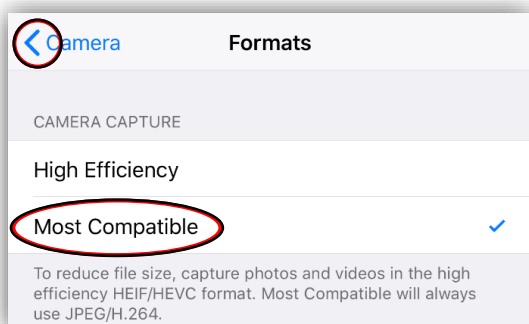 Camera Formats
CAMERA CAPTURE
High Efficiency
Most Compatible
To reduce file size, capture photos and videos in the high
efficiency HEIF/HEVC format. Most Compatible will always
use JPEG/H.264.